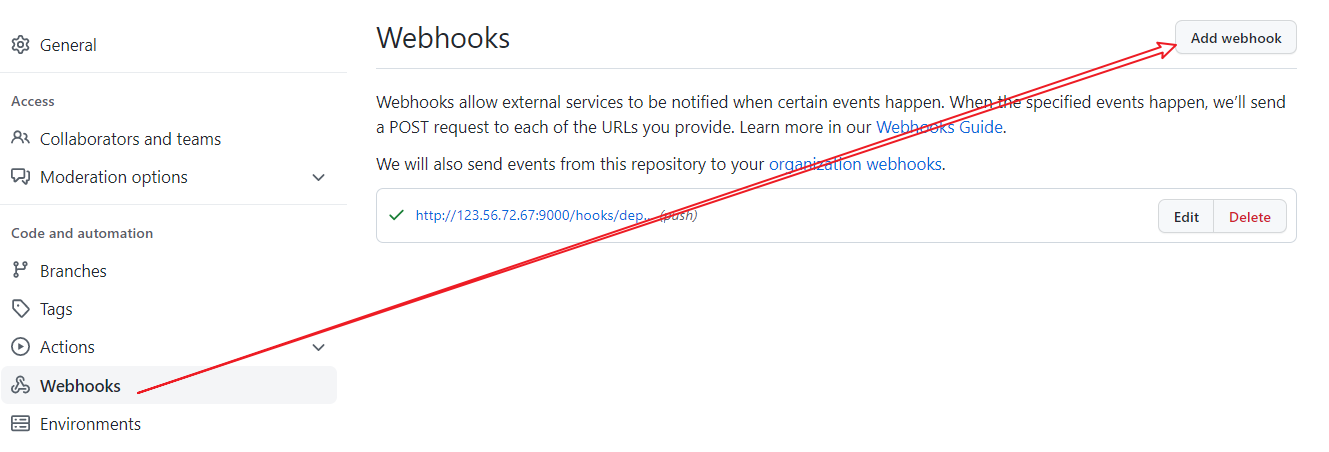 General
Access
Collaborators and teams
Moderation options
Code and automation
Branches
Tags
Actions
Webhooks
Environments
Webhooks
Add webhook
Webhooks allow external services to be notified when certain events happen. When the specified events happen, we’ll send
a POST request to each of the URLs you provide. Learn more in our Webhooks Guide.
We will also send events from this repository to your organization webhooks.
http://123.56.72.67:9000/hooks/dep... (push)
Edit
Delete